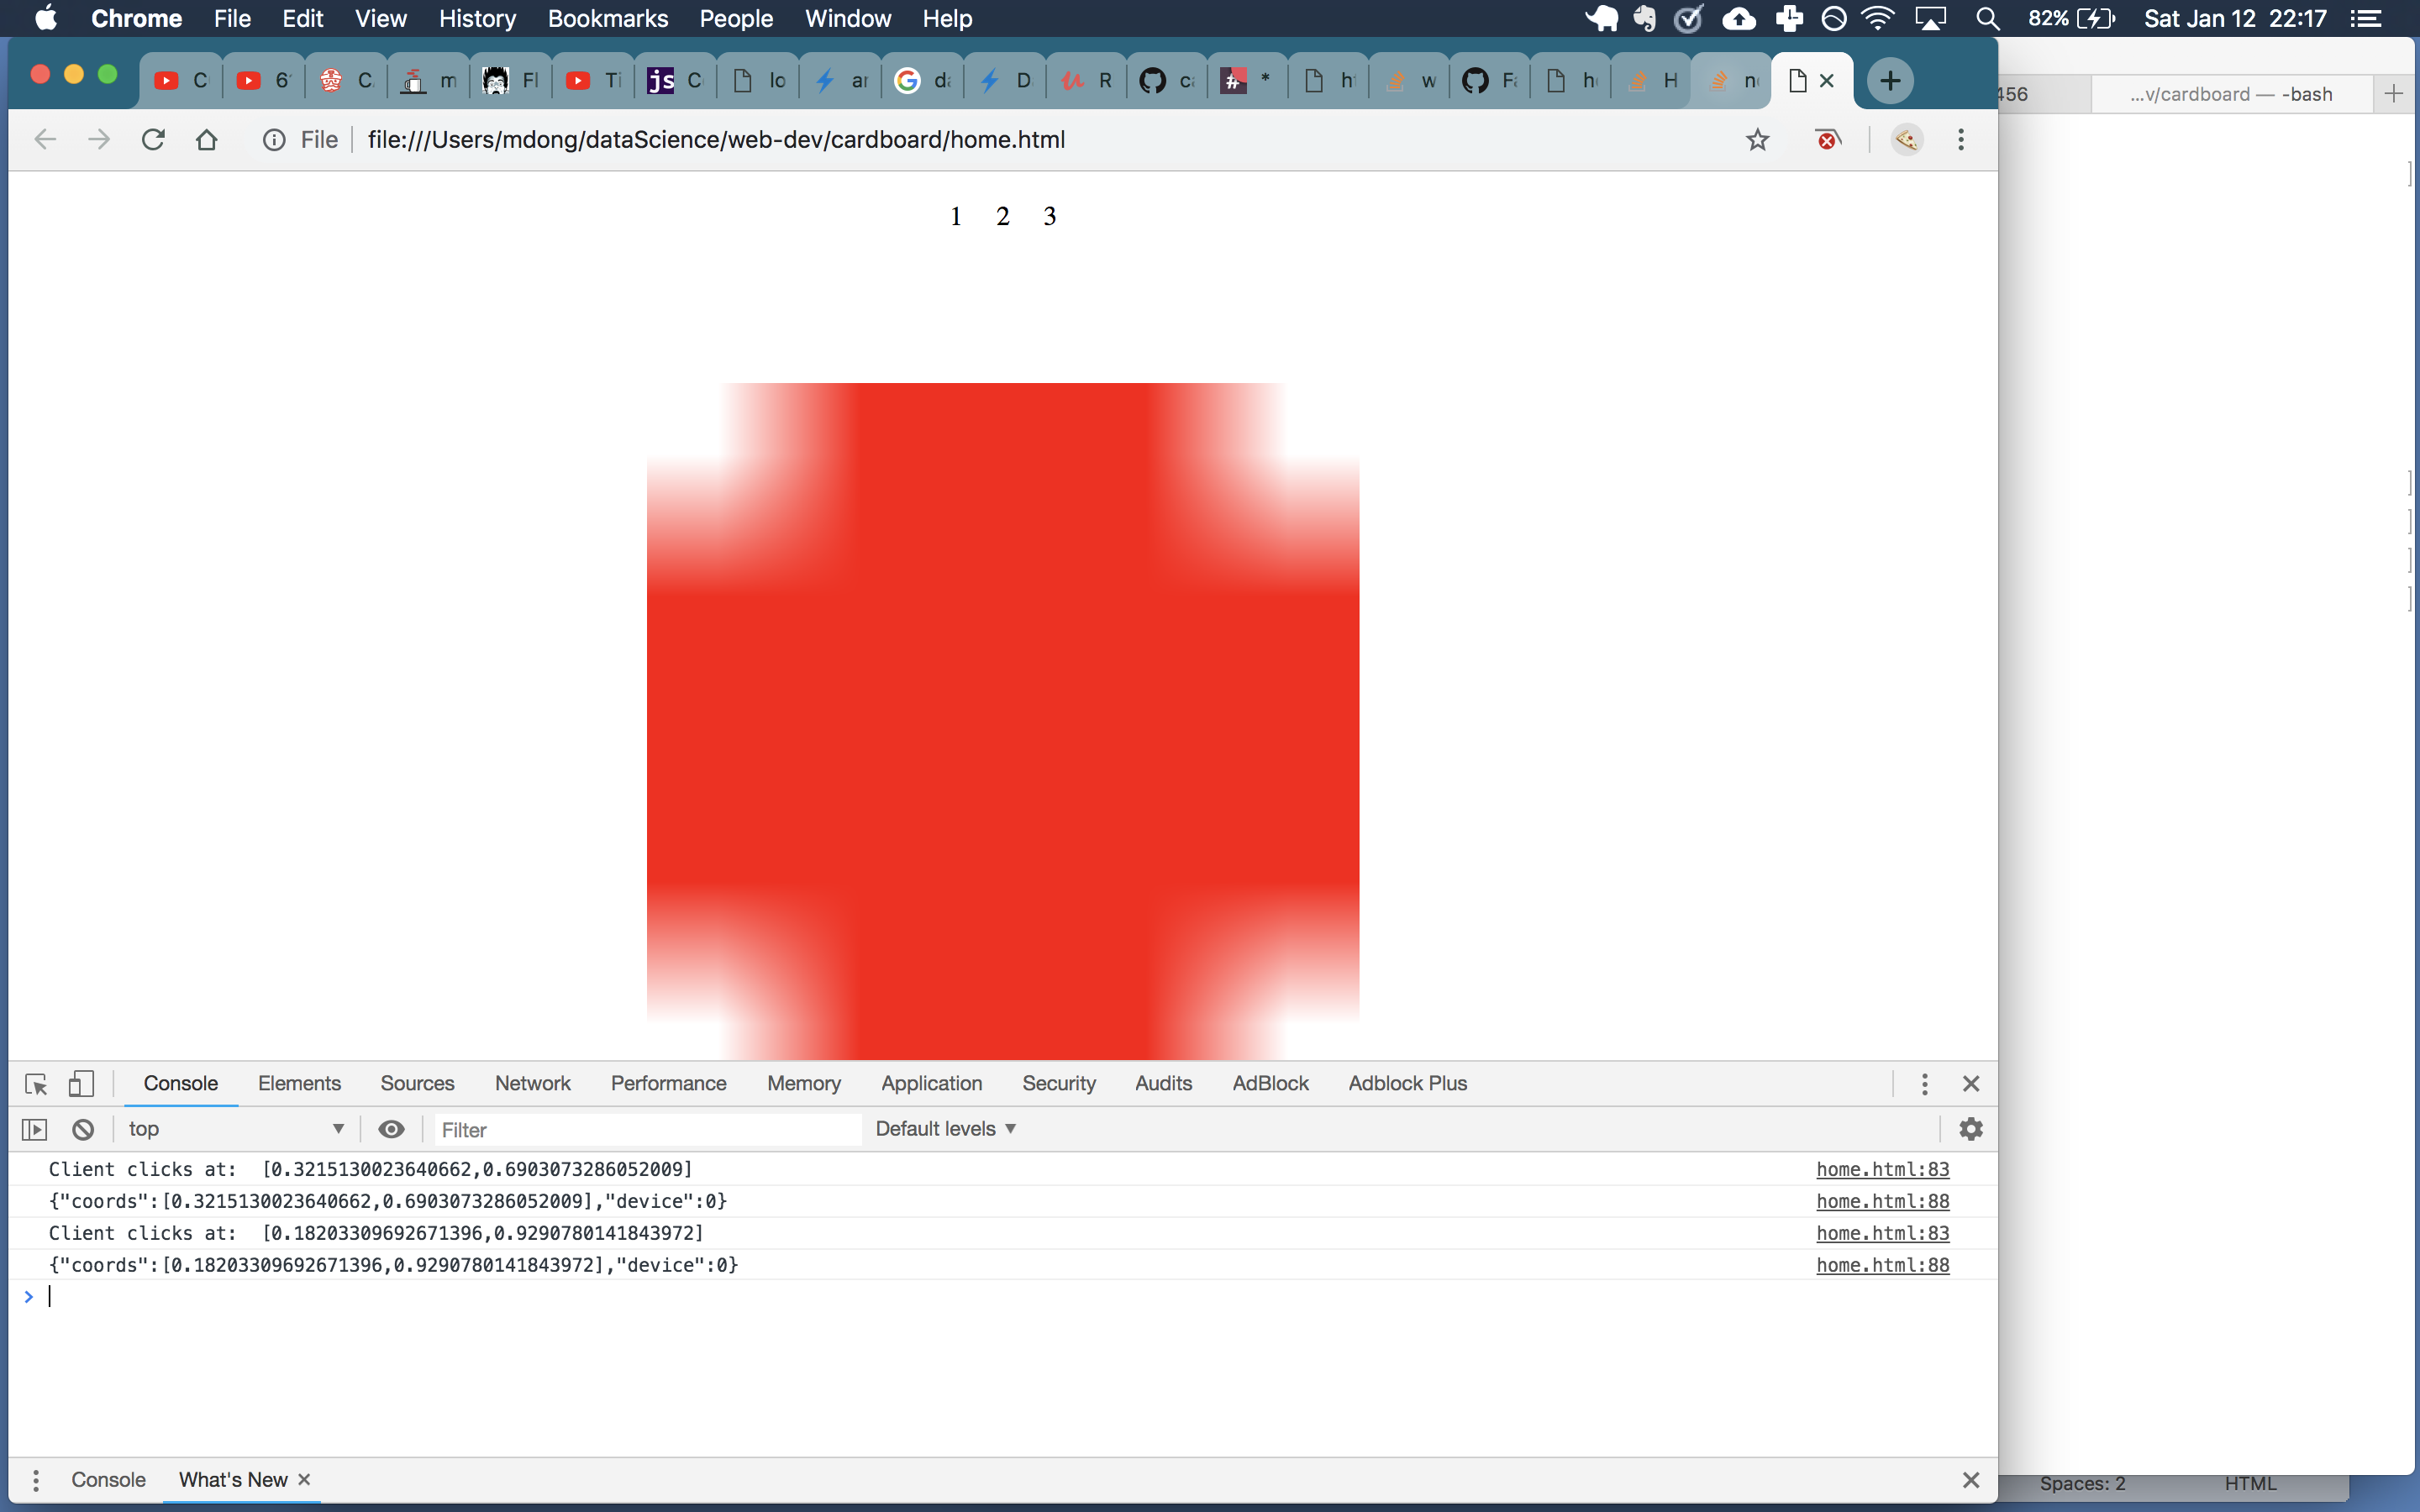 Chrome File Edit View History Bookmarks People Window Help 82% Sat Jan 12 22:17
C 6 C m Fl Ti js C lo ar G da D R c # * h w F h H n
456 ...v/cardboard — -bash
File file:///Users/mdong/dataScience/web-dev/cardboard/home.html
1 2 3
Console Elements Sources Network Performance Memory Application Security Audits AdBlock Adblock Plus
top Filter Default levels
Client clicks at: [0.3215130023640662,0.6903073286052009] home.html:83
{"coords":[0.3215130023640662,0.6903073286052009],"device":0} home.html:88
Client clicks at: [0.18203309692671396,0.9290780141843972] home.html:83
{"coords":[0.18203309692671396,0.9290780141843972],"device":0} home.html:88
>
Console What's New
Spaces: 2 HTML